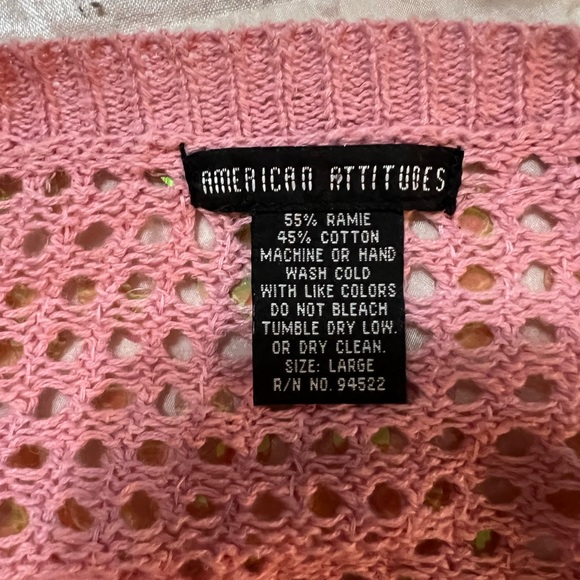 AMERICAN ATTITUDES
55% RAMIE
45% COTTON
MACHINE OR HAND
WASH COLD
WITH LIKE COLORS
DO NOT BLEACH
TUMBLE DRY LOW.
OR DRY CLEAN.
SIZE: LARGE
R/N NO. 94522